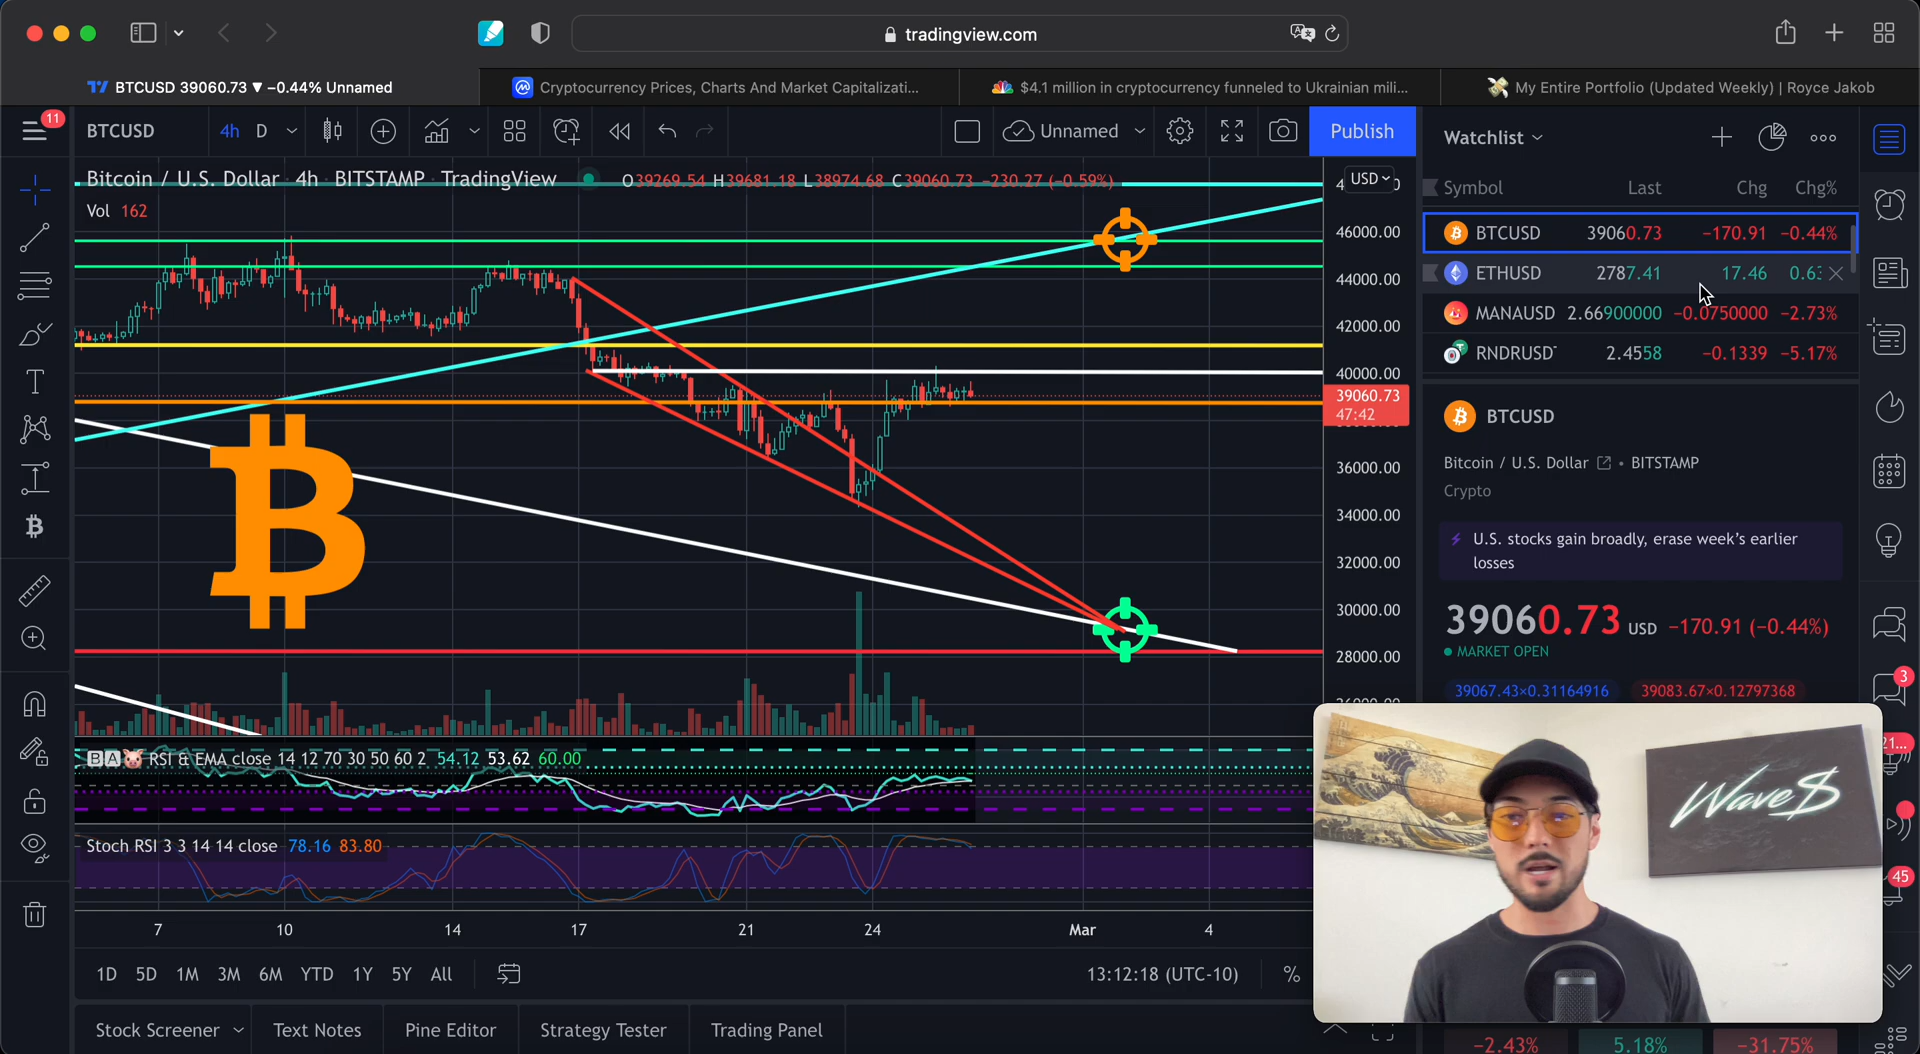 tradingview.com
BTCUSD 39060.73 ▼ −0.44% Unnamed
Cryptocurrency Prices, Charts And Market Capitalizati...
$4.1 million in cryptocurrency funneled to Ukrainian mili...
My Entire Portfolio (Updated Weekly) | Royce Jakob
11
BTCUSD
4h
D
Unnamed
Publish
Watchlist
Bitcoin / U.S. Dollar · 4h · BITSTAMP · TradingView
O39269.54 H39681.18 L38974.68 C39060.73 −230.27 (−0.59%)
USD
Vol 162
Symbol Last Chg Chg%
BTCUSD 39060.73 −170.91 −0.44%
ETHUSD 2787.41 17.46 0.63
MANAUSD 2.66900000 −0.0750000 −2.73%
RNDRUSD 2.4558 −0.1339 −5.17%
46000.00
44000.00
42000.00
40000.00
39060.73
47:42
36000.00
34000.00
32000.00
30000.00
28000.00
BTCUSD
Bitcoin / U.S. Dollar • BITSTAMP
Crypto
U.S. stocks gain broadly, erase week's earlier
losses
39060.73 USD −170.91 (−0.44%)
MARKET OPEN
39067.43×0.31164916 39083.67×0.12797368
3
21...
45
BA RSI & EMA close 14 12 70 30 50 60 2 54.12 53.62 60.00
Stoch RSI 3 3 14 14 close 78.16 83.80
Wave$
7 10 14 17 21 24 Mar 4
1D 5D 1M 3M 6M YTD 1Y 5Y All
13:12:18 (UTC-10)
%
Stock Screener
Text Notes
Pine Editor
Strategy Tester
Trading Panel
−2.43% 5.18% −31.75%